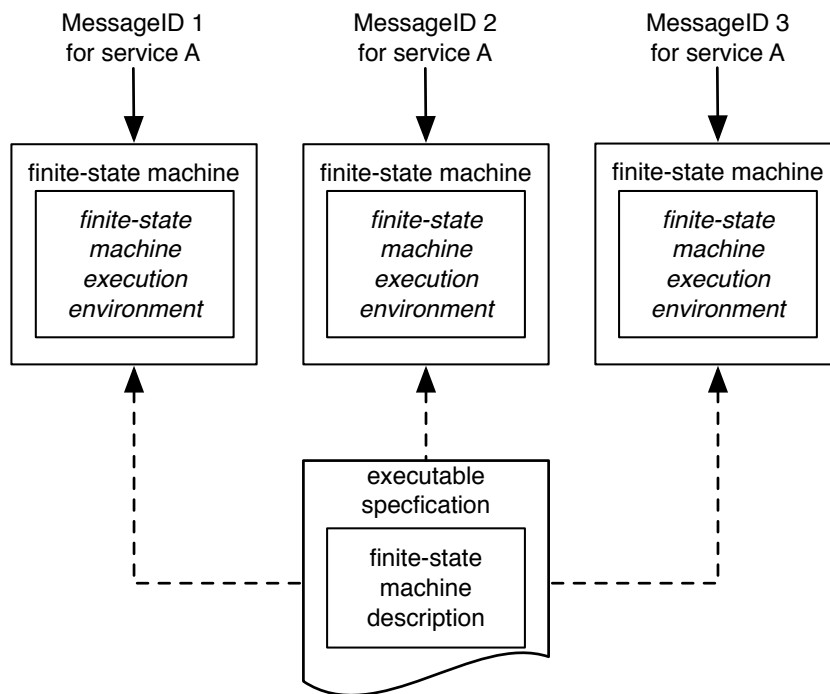 MessageID 1
for service A
MessageID 2
for service A
MessageID 3
for service A
finite-state machine
finite-state
machine
execution
environment
finite-state machine
finite-state
machine
execution
environment
finite-state machine
finite-state
machine
execution
environment
executable
specfication
finite-state
machine
description